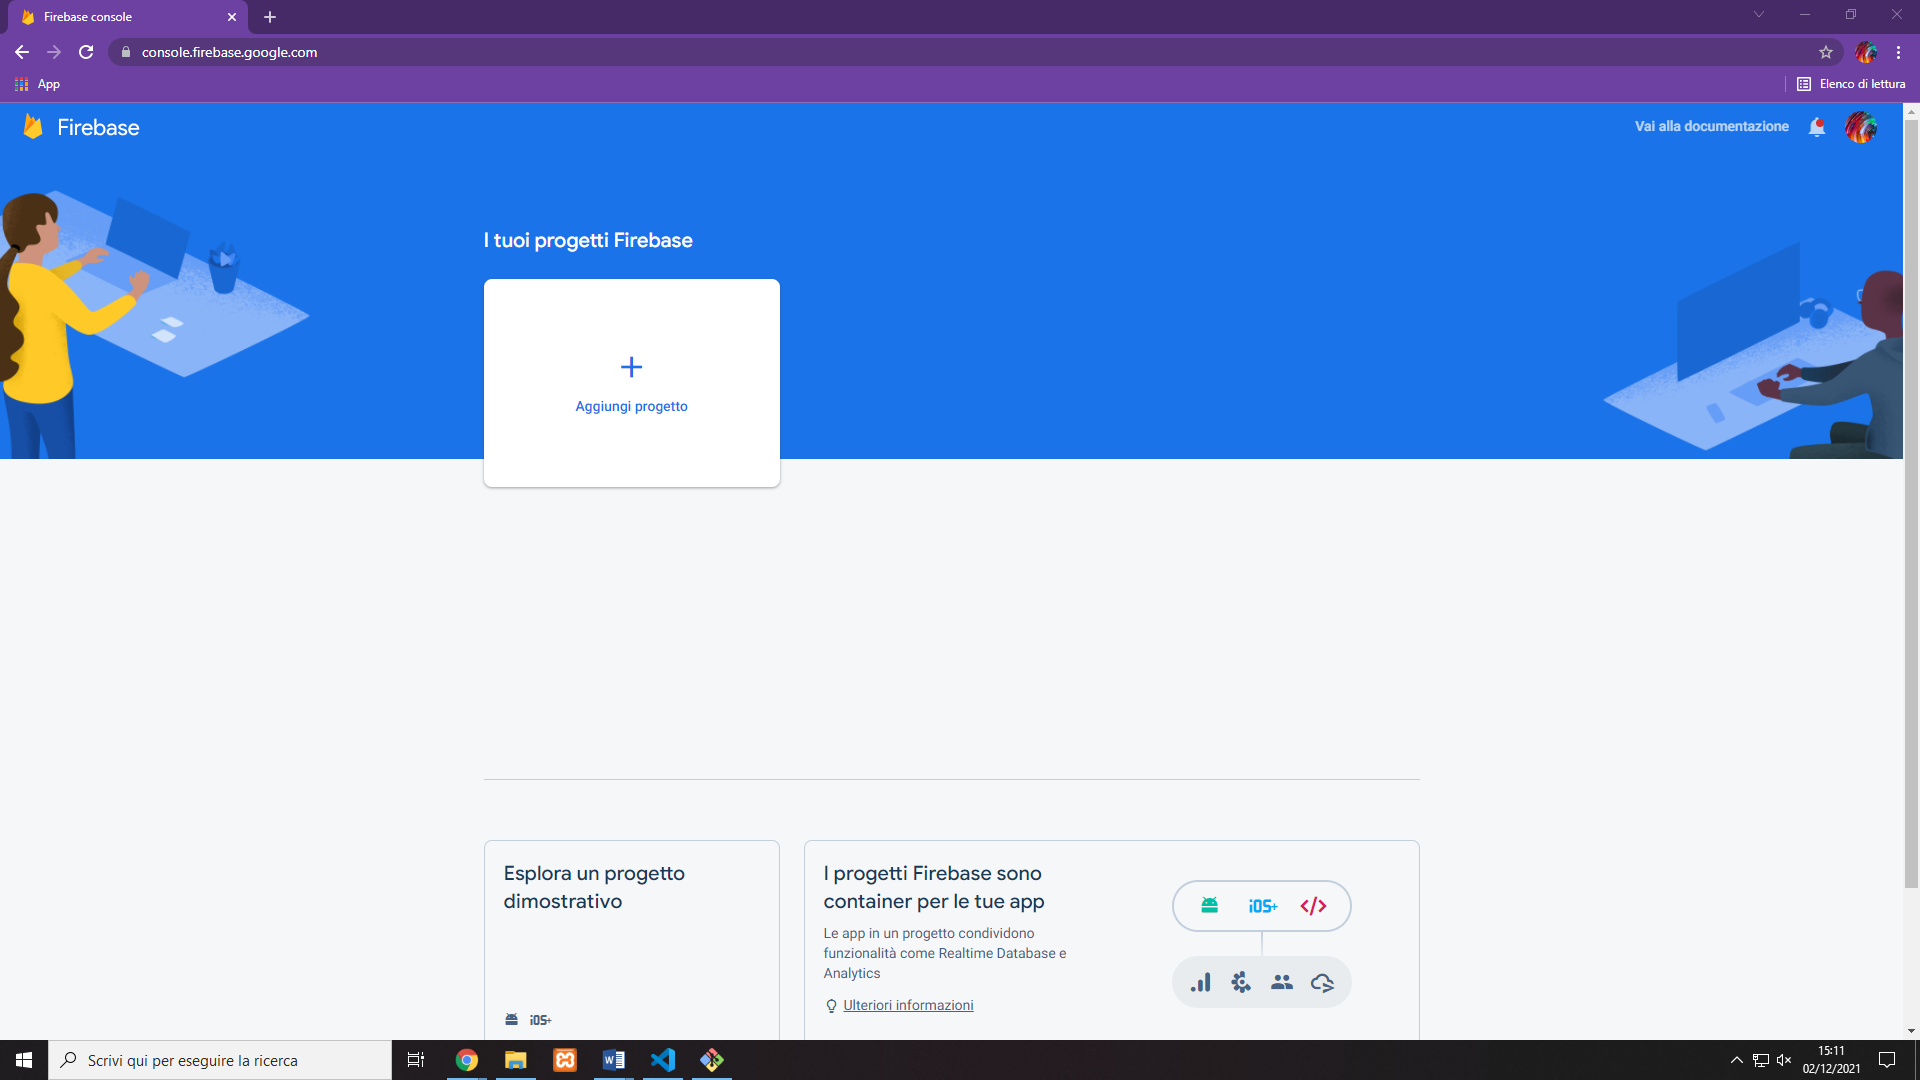 Firebase console
console.firebase.google.com
App
Elenco di lettura
Firebase
Vai alla documentazione
I tuoi progetti Firebase
Aggiungi progetto
Esplora un progetto
dimostrativo
iOS+
I progetti Firebase sono
container per le tue app
Le app in un progetto condividono
funzionalità come Realtime Database e
Analytics
Ulteriori informazioni
iOS+
Scrivi qui per eseguire la ricerca
15:11
02/12/2021